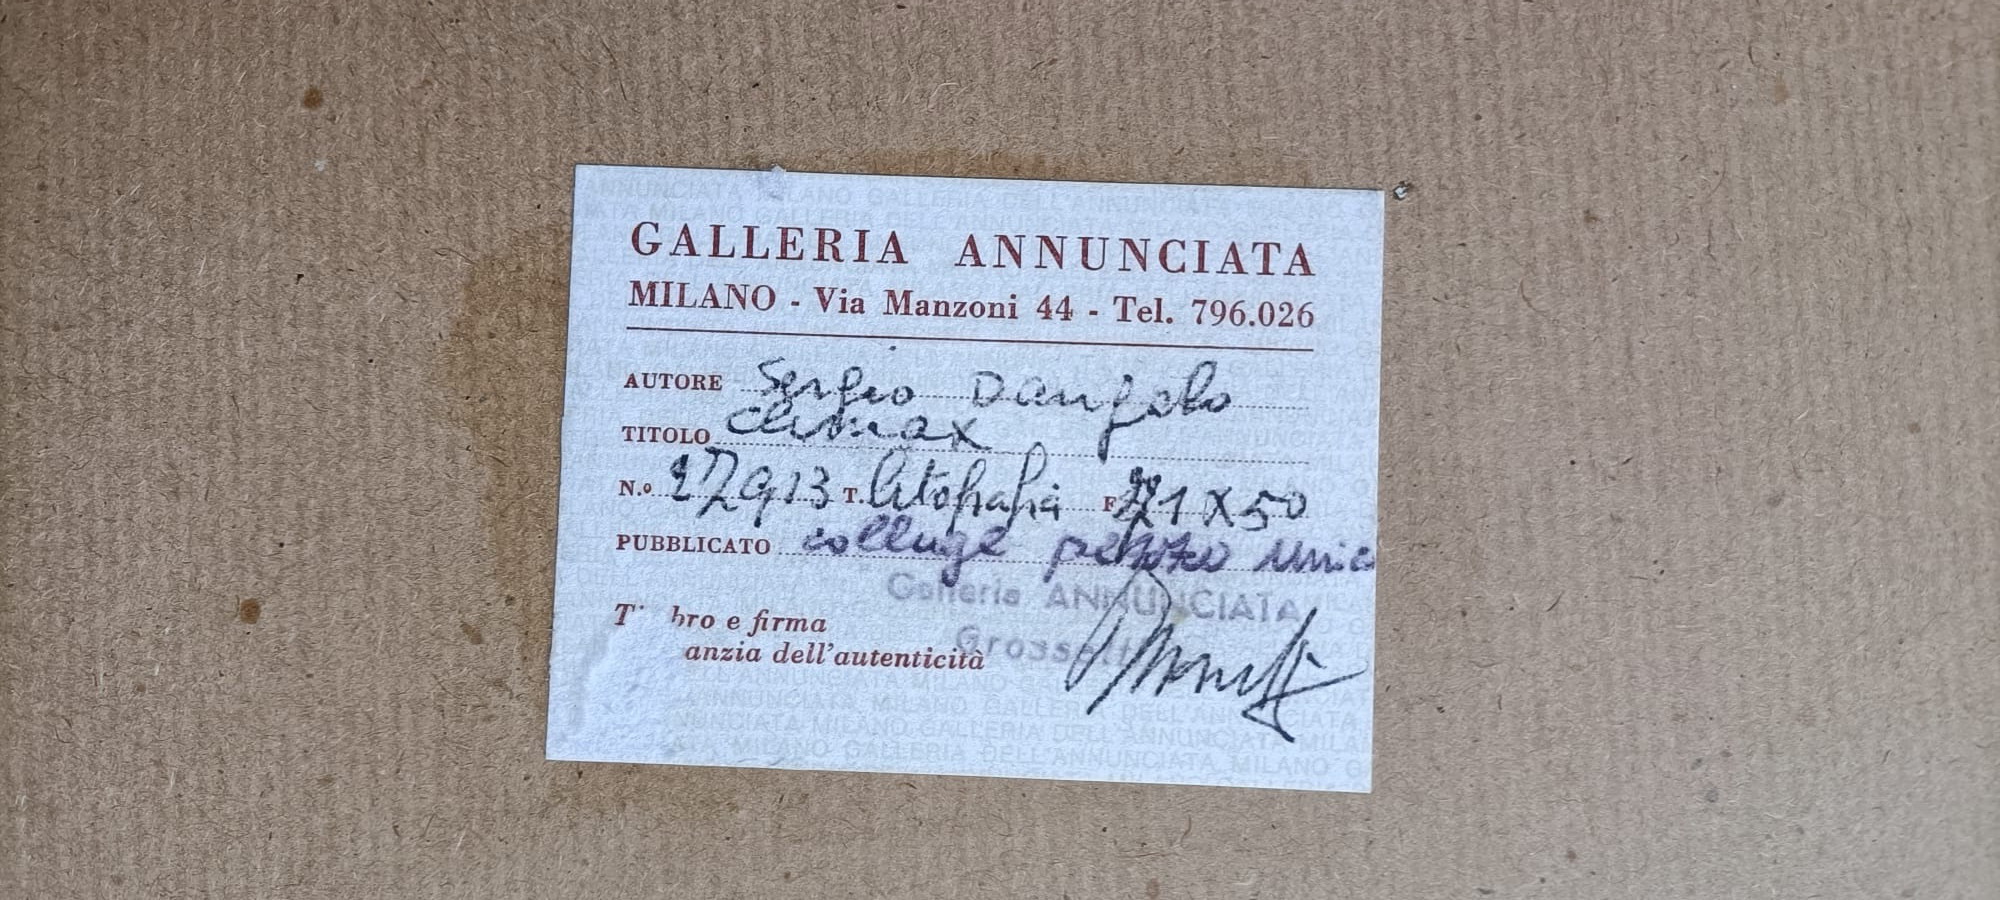 GALLERIA ANNUNCIATA
MILANO - Via Manzoni 44 - Tel. 796.026
AUTORE Sergio Dangelo
TITOLO climax
N.º 17913 T. litografia F. 71 X 50
PUBBLICATO collage pezzo unico
Galleria ANNUNCIATA
T bro e firma
anzia dell'autenticità